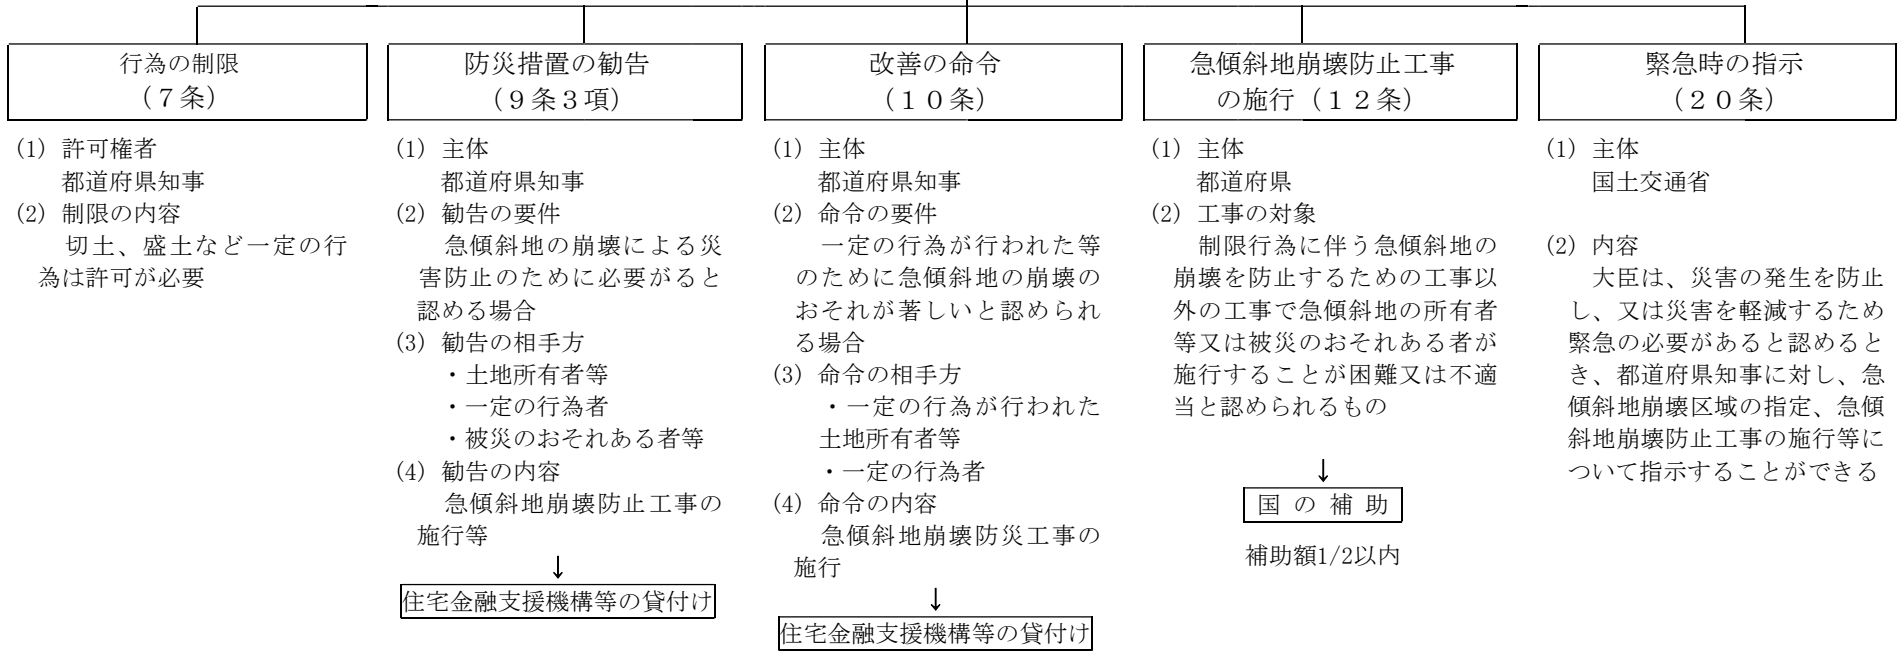 行為の制限
（７条）
(1) 許可権者
都道府県知事
(2) 制限の内容
切土、盛土など一定の行
為は許可が必要
防災措置の勧告
（９条３項）
(1) 主体
都道府県知事
(2) 勧告の要件
急傾斜地の崩壊による災
害防止のために必要がると
認める場合
(3) 勧告の相手方
・土地所有者等
・一定の行為者
・被災のおそれある者等
(4) 勧告の内容
急傾斜地崩壊防止工事の
施行等
↓
住宅金融支援機構等の貸付け
改善の命令
（１０条）
(1) 主体
都道府県知事
(2) 命令の要件
一定の行為が行われた等
のために急傾斜地の崩壊の
おそれが著しいと認められ
る場合
(3) 命令の相手方
・一定の行為が行われた
土地所有者等
・一定の行為者
(4) 命令の内容
急傾斜地崩壊防災工事の
施行
↓
住宅金融支援機構等の貸付け
急傾斜地崩壊防止工事
の施行（１２条）
(1) 主体
都道府県
(2) 工事の対象
制限行為に伴う急傾斜地の
崩壊を防止するための工事以
外の工事で急傾斜地の所有者
等又は被災のおそれある者が
施行することが困難又は不適
当と認められるもの
↓
国の補助
補助額1/2以内
緊急時の指示
（２０条）
(1) 主体
国土交通省
(2) 内容
大臣は、災害の発生を防止
し、又は災害を軽減するため
緊急の必要があると認めると
き、都道府県知事に対し、急
傾斜地崩壊区域の指定、急傾
斜地崩壊防止工事の施行等に
ついて指示することができる